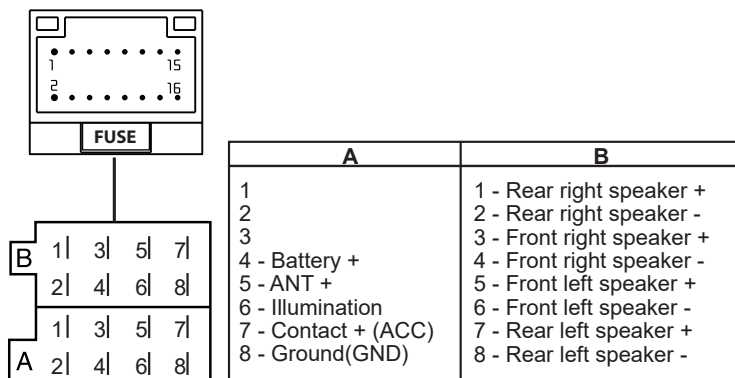 1 15
2 16
FUSE
B 1 3 5 7
2 4 6 8
1 3 5 7
A 2 4 6 8
A B
1 1 - Rear right speaker +
2 2 - Rear right speaker -
3 3 - Front right speaker +
4 - Battery + 4 - Front right speaker -
5 - ANT + 5 - Front left speaker +
6 - Illumination 6 - Front left speaker -
7 - Contact + (ACC) 7 - Rear left speaker +
8 - Ground(GND) 8 - Rear left speaker -